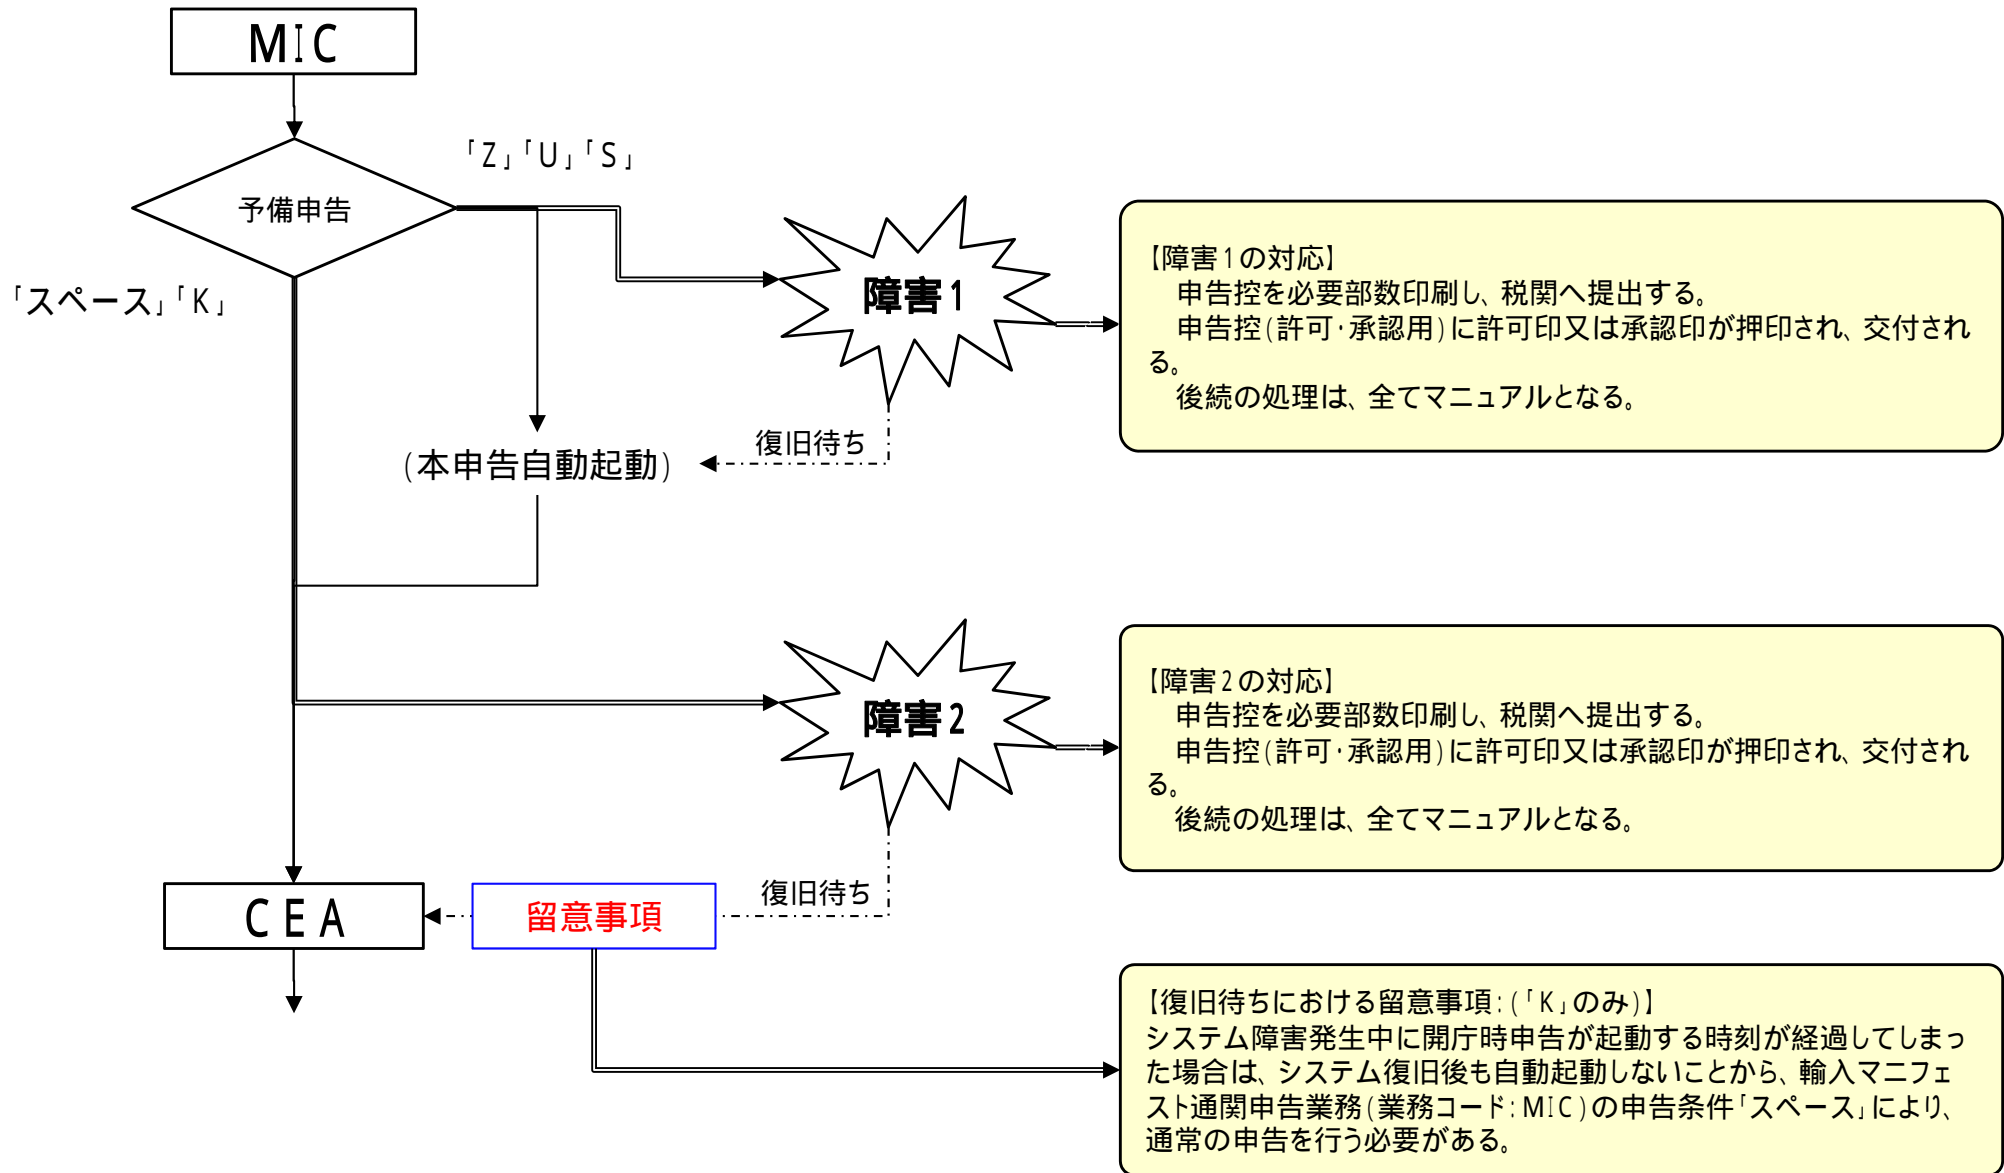 MIC
「Z」「U」「S」
予備申告
「スペース」「K」
障害1
【障害1の対応】
申告控を必要部数印刷し、税関へ提出する。
申告控(許可・承認用)に許可印又は承認印が押印され、交付され
る。
後続の処理は、全てマニュアルとなる。
復旧待ち
(本申告自動起動)
障害2
【障害2の対応】
申告控を必要部数印刷し、税関へ提出する。
申告控(許可・承認用)に許可印又は承認印が押印され、交付され
る。
後続の処理は、全てマニュアルとなる。
復旧待ち
CEA
留意事項
【復旧待ちにおける留意事項:(「K」のみ)】
システム障害発生中に開庁時申告が起動する時刻が経過してしまっ
た場合は、システム復旧後も自動起動しないことから、輸入マニフェ
スト通関申告業務(業務コード:MIC)の申告条件「スペース」により、
通常の申告を行う必要がある。